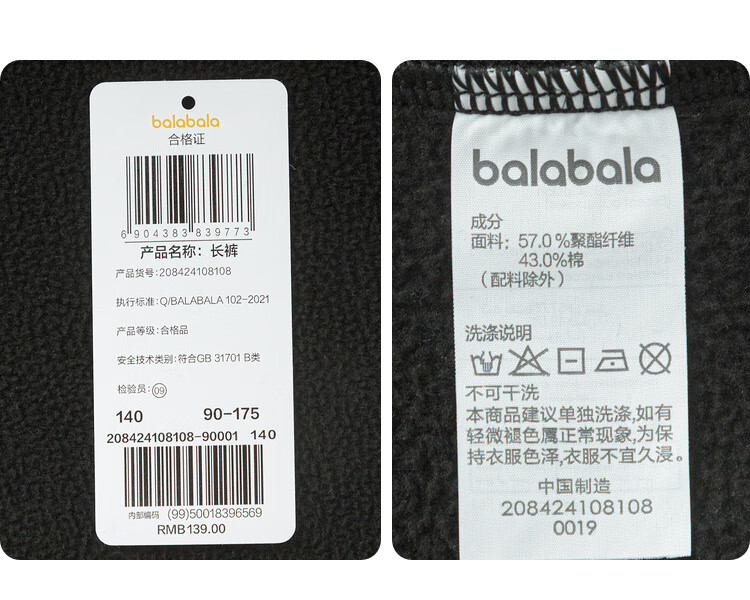 balabala
合格证
6 904383 839773
产品名称：长裤
产品货号：208424108108
执行标准：Q/BALABALA 102-2021
产品等级：合格品
安全技术类别：符合GB 31701 B类
检验员：09
140 90-175
208424108108-90001 140
内部编码 (99)50018396569
RMB139.00
balabala
成分
面料：57.0%聚酯纤维
43.0%棉
（配料除外）
洗涤说明
不可干洗
本商品建议单独洗涤,如有
轻微褪色属正常现象,为保
持衣服色泽,衣服不宜久浸。
中国制造
208424108108
0019